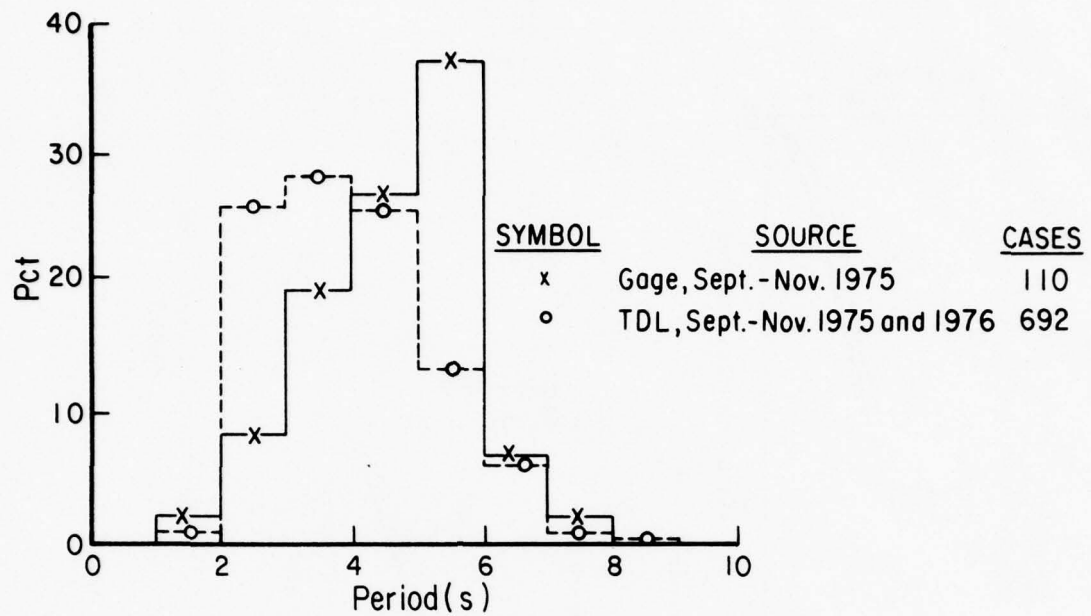 40
30
20
10
0
Pct
0 2 4 6 8 10
Period(s)
SYMBOL SOURCE CASES
x Gage, Sept.-Nov. 1975 110
o TDL, Sept.-Nov. 1975 and 1976 692